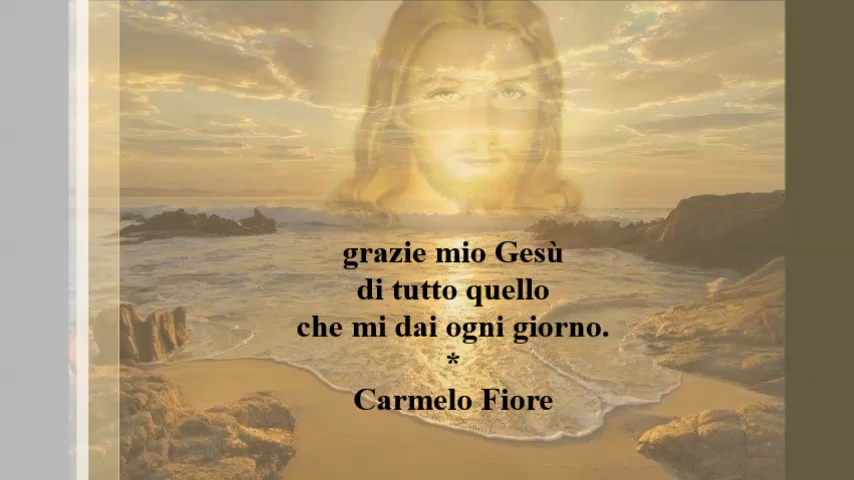 grazie mio Gesù
di tutto quello
che mi dai ogni giorno.
*
Carmelo Fiore